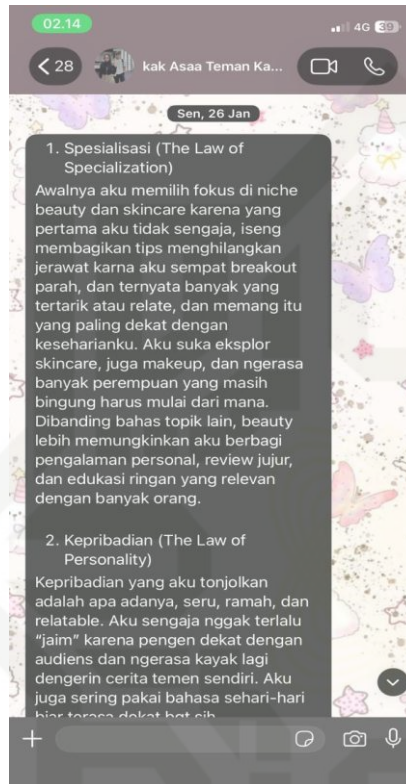 02.14
4G 39
28
kak Asaa Teman Ka...
Sen, 26 Jan
1. Spesialisasi (The Law of
Specialization)
Awalnya aku memilih fokus di niche
beauty dan skincare karena yang
pertama aku tidak sengaja, iseng
membagikan tips menghilangkan
jerawat karna aku sempat breakout
parah, dan ternyata banyak yang
tertarik atau relate, dan memang itu
yang paling dekat dengan
keseharianku. Aku suka eksplor
skincare, juga makeup, dan ngerasa
banyak perempuan yang masih
bingung harus mulai dari mana.
Dibanding bahas topik lain, beauty
lebih memungkinkan aku berbagi
pengalaman personal, review jujur,
dan edukasi ringan yang relevan
dengan banyak orang.
2. Kepribadian (The Law of
Personality)
Kepribadian yang aku tonjolkan
adalah apa adanya, seru, ramah, dan
relatable. Aku sengaja nggak terlalu
"jaim" karena pengen dekat dengan
audiens dan ngerasa kayak lagi
dengerin cerita temen sendiri. Aku
juga sering pakai bahasa sehari-hari
biar terasa dekat bgt sih